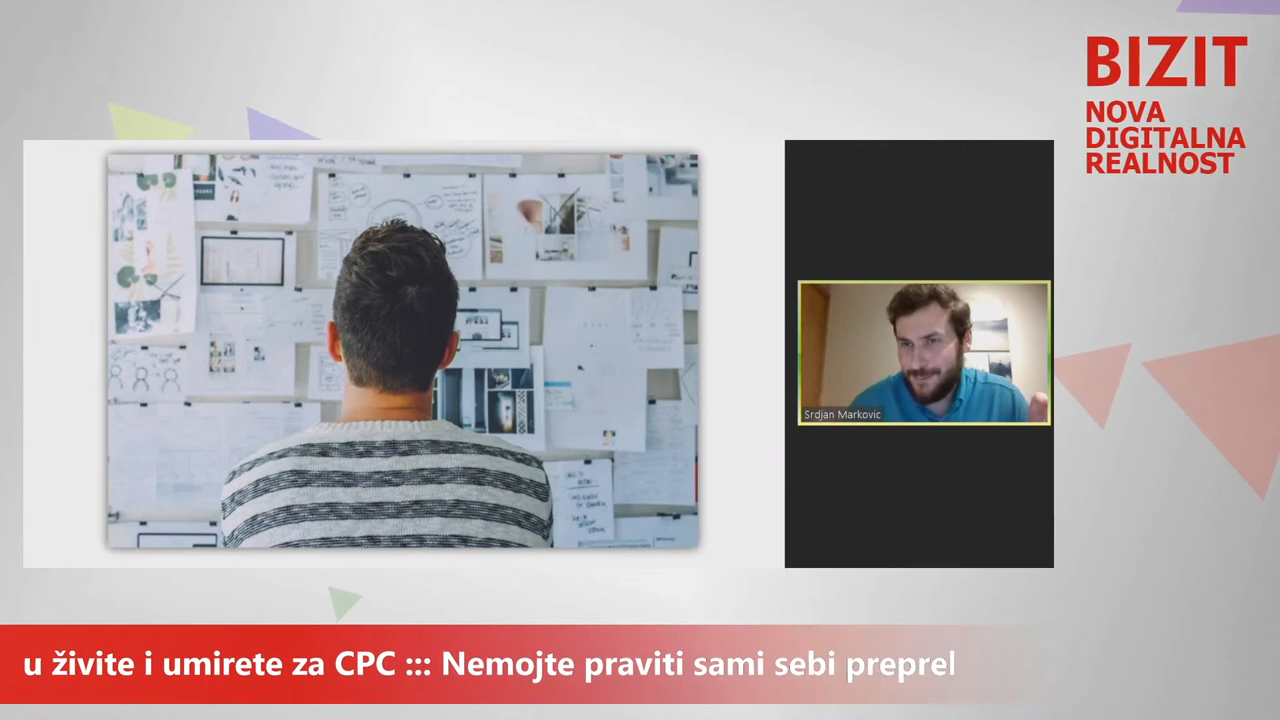 BIZIT
NOVA
DIGITALNA
REALNOST
Srdjan Markovic
u živite i umirete za CPC ::: Nemojte praviti sami sebi preprel